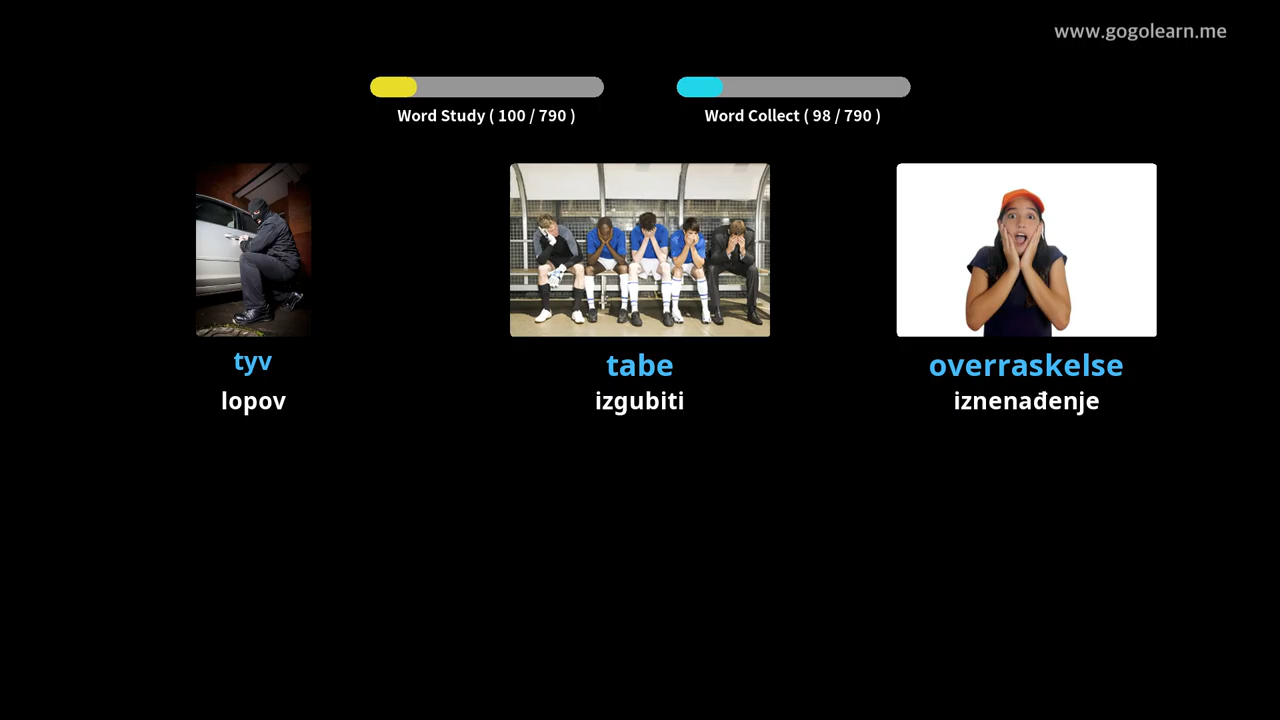 www.gogolearn.me
Word Study ( 100 / 790 )
Word Collect ( 98 / 790 )
tyv
lopov
tabe
izgubiti
overraskelse
iznenađenje